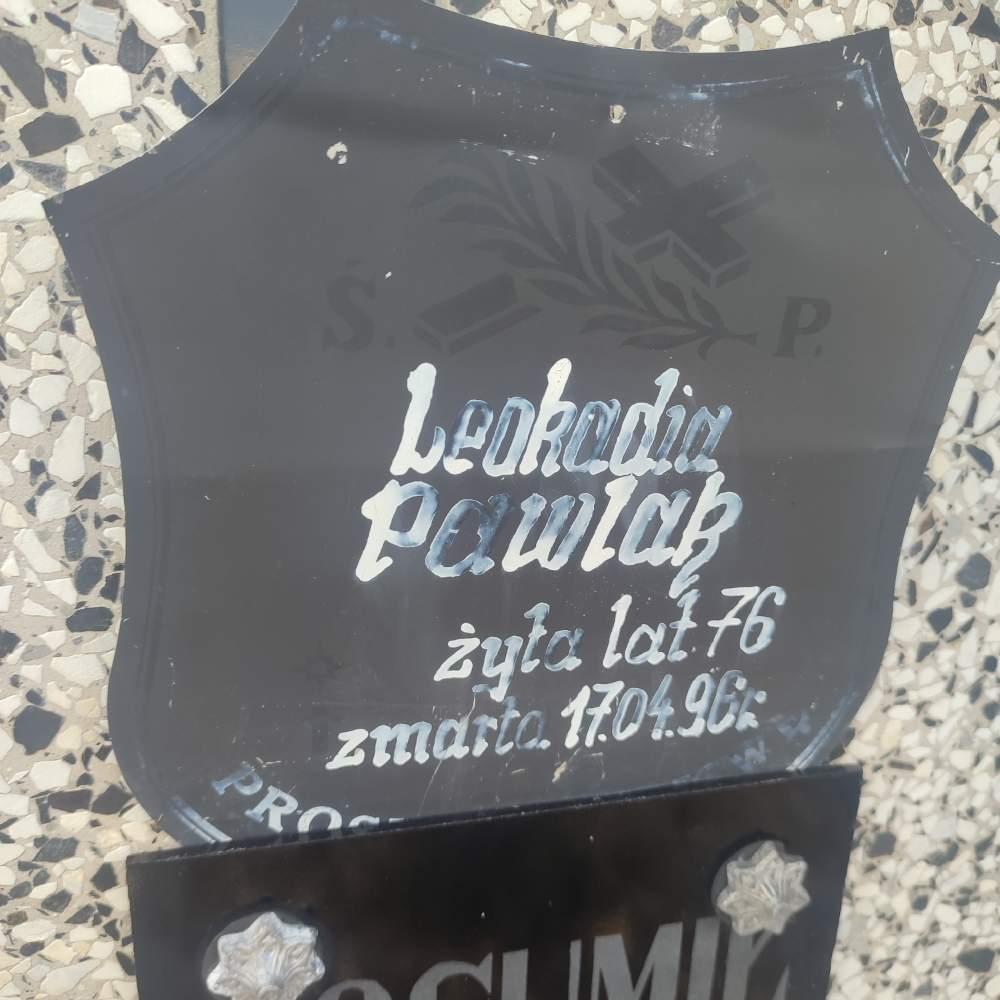 Ś. P.
Leokadia
Pawlak
żyła lat 76
zmarła 17.04.96r.